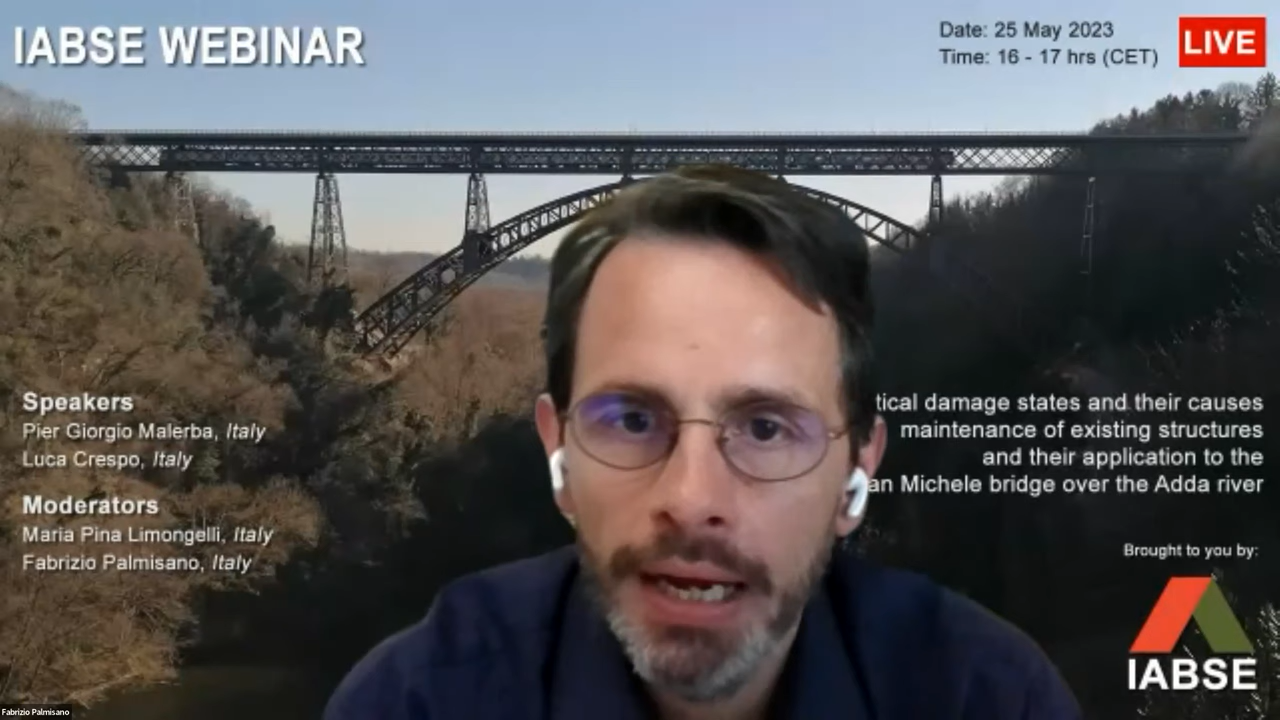 IABSE WEBINAR
Date: 25 May 2023
Time: 16 - 17 hrs (CET)
LIVE
Speakers
Pier Giorgio Malerba, Italy
Luca Crespo, Italy
Moderators
Maria Pina Limongelli, Italy
Fabrizio Palmisano, Italy
tical damage states and their causes
maintenance of existing structures
and their application to the
an Michele bridge over the Adda river
Brought to you by:
IABSE
Fabrizio Palmisano